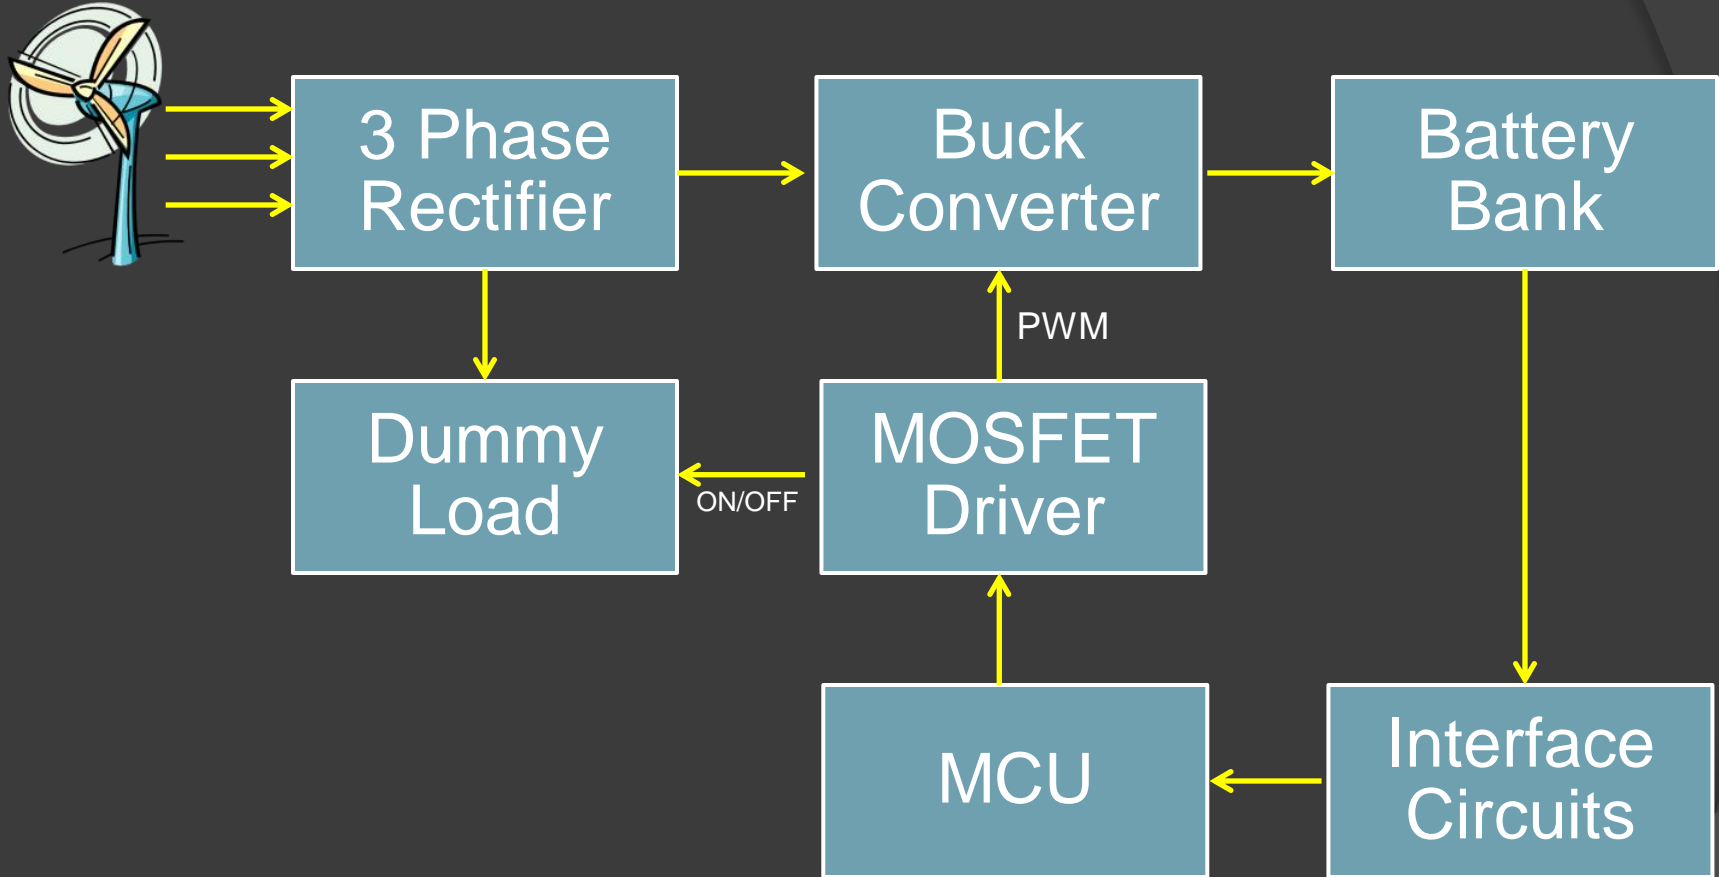 3 Phase
Rectifier
Buck
Converter
Battery
Bank
PWM
Dummy
Load
ON/OFF
MOSFET
Driver
MCU
Interface
Circuits